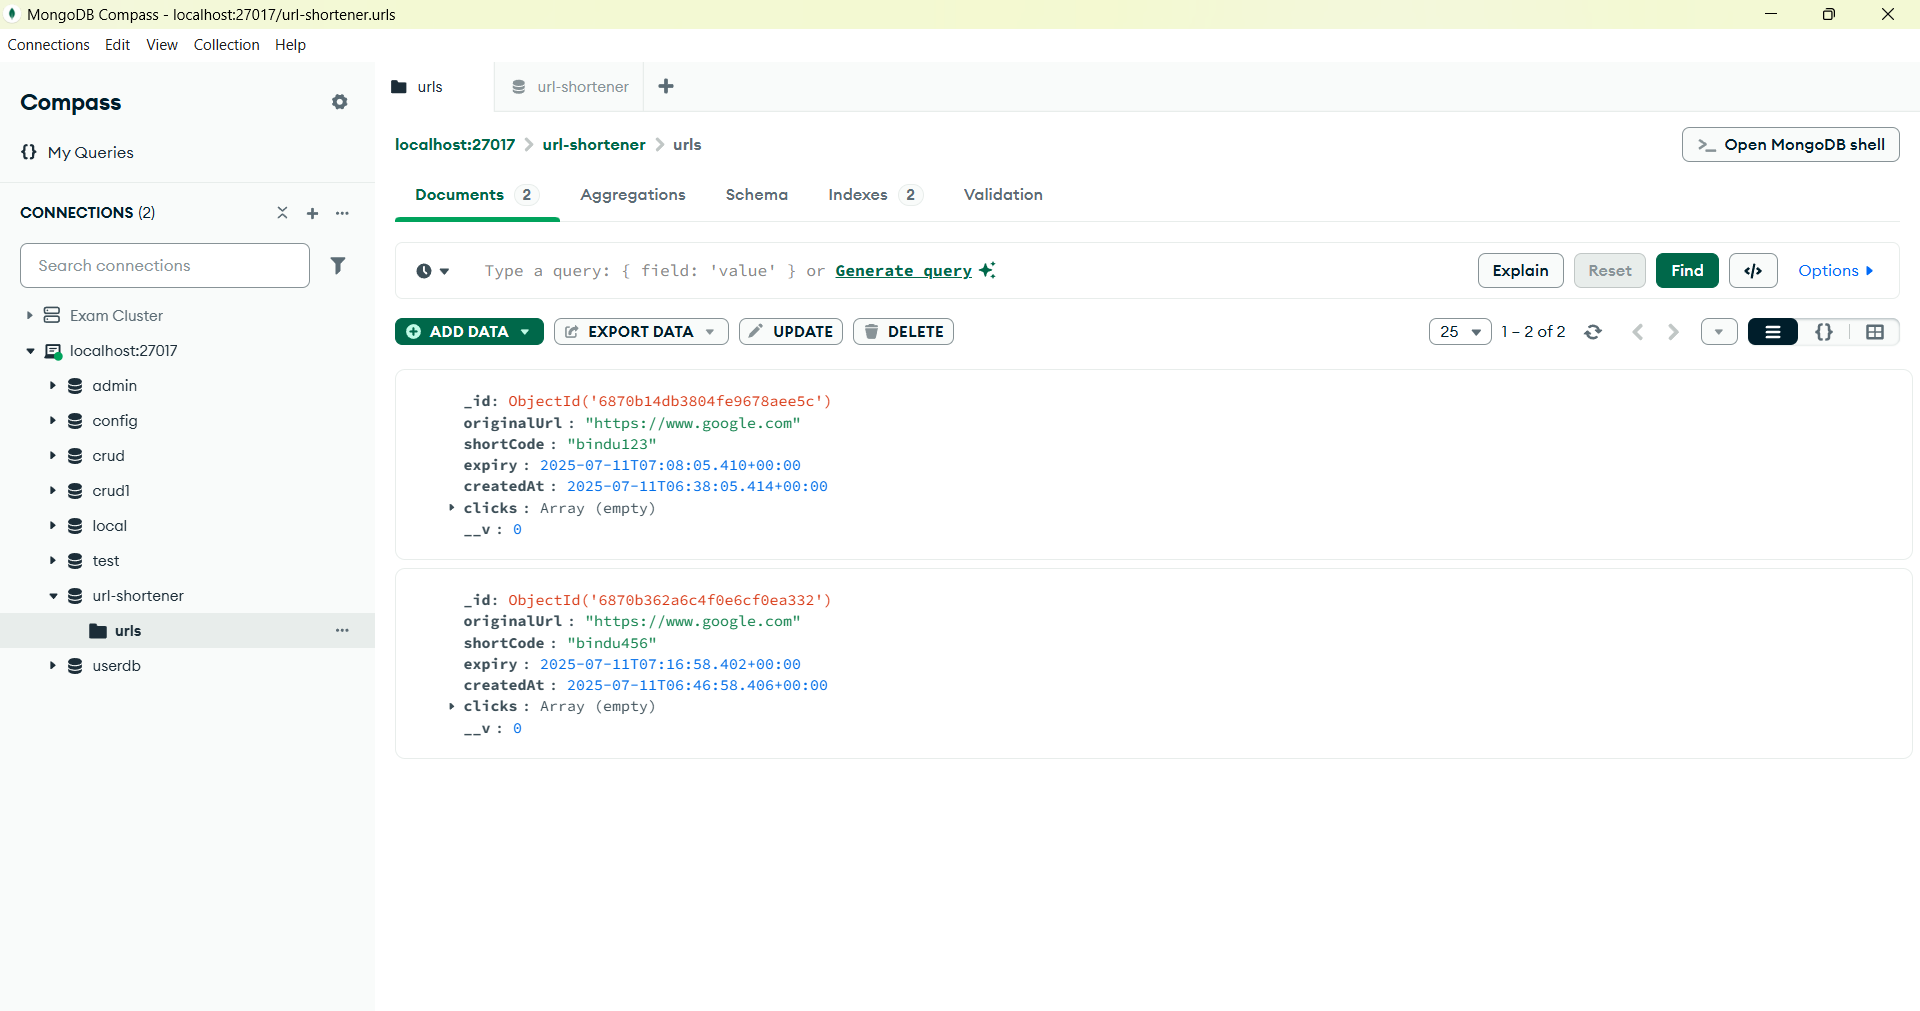 MongoDB Compass - localhost:27017/url-shortener.urls
Connections Edit View Collection Help
Compass
{} My Queries
CONNECTIONS (2)
Search connections
Exam Cluster
localhost:27017
admin
config
crud
crud1
local
test
url-shortener
urls
userdb
urls url-shortener
localhost:27017 > url-shortener > urls
>_ Open MongoDB shell
Documents 2 Aggregations Schema Indexes 2 Validation
Type a query: { field: 'value' } or Generate query
Explain Reset Find </> Options
ADD DATA EXPORT DATA UPDATE DELETE
25 1 – 2 of 2 {}
_id: ObjectId('6870b14db3804fe9678aee5c')
originalUrl : "https://www.google.com"
shortCode : "bindu123"
expiry : 2025-07-11T07:08:05.410+00:00
createdAt : 2025-07-11T06:38:05.414+00:00
clicks : Array (empty)
__v : 0
_id: ObjectId('6870b362a6c4f0e6cf0ea332')
originalUrl : "https://www.google.com"
shortCode : "bindu456"
expiry : 2025-07-11T07:16:58.402+00:00
createdAt : 2025-07-11T06:46:58.406+00:00
clicks : Array (empty)
__v : 0